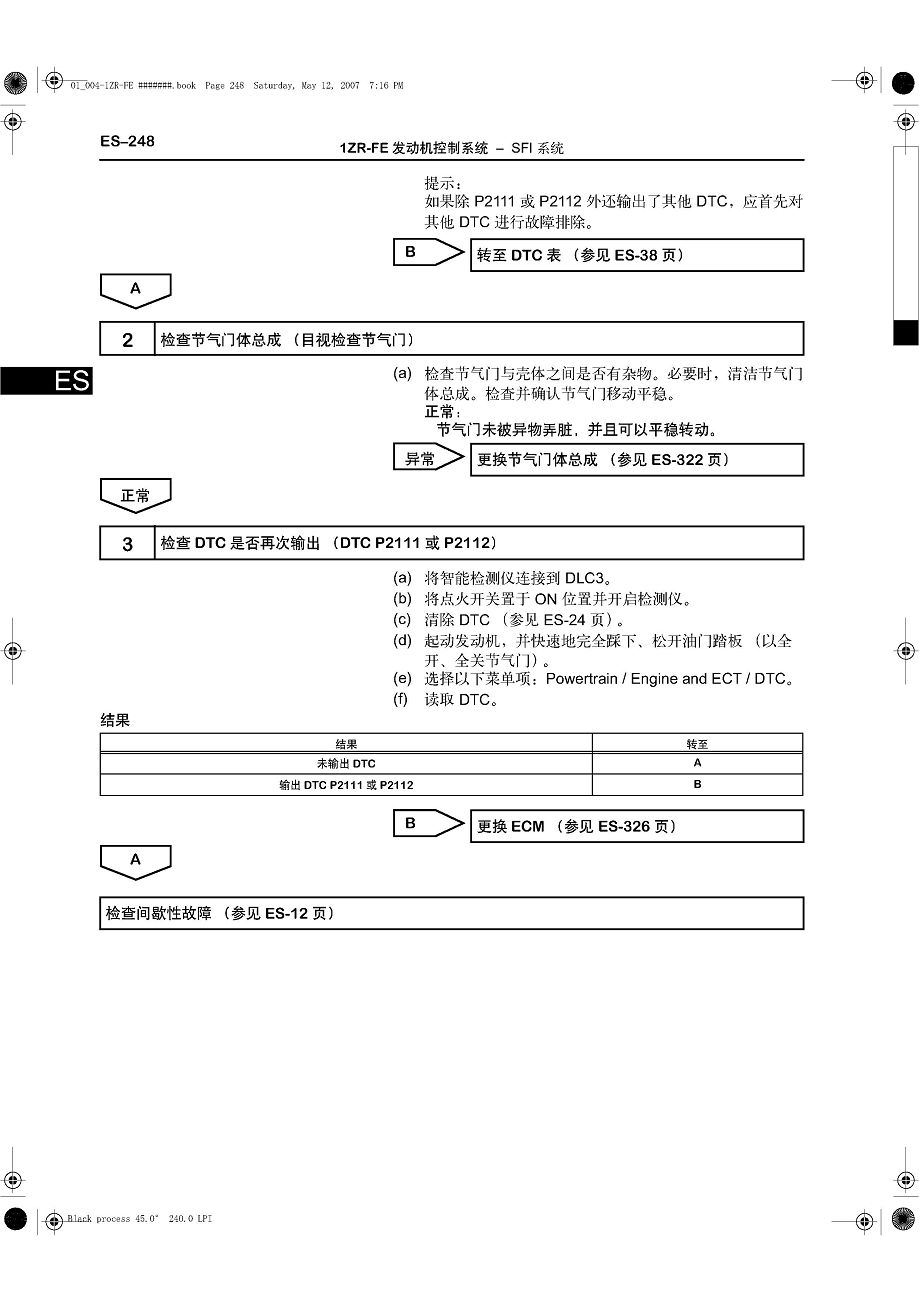 01_004-1ZR-FE #######.book Page 248 Saturday, May 12, 2007 7:16 PM
ES–248
1ZR-FE 发动机控制系统 – SFI 系统
提示：
如果除 P2111 或 P2112 外还输出了其他 DTC，应首先对
其他 DTC 进行故障排除。
B
转至 DTC 表 （参见 ES-38 页）
A
2
检查节气门体总成 （目视检查节气门）
ES
(a) 检查节气门与壳体之间是否有杂物。必要时，清洁节气门
体总成。检查并确认节气门移动平稳。
正常：
节气门未被异物弄脏，并且可以平稳转动。
异常
更换节气门体总成 （参见 ES-322 页）
正常
3
检查 DTC 是否再次输出 （DTC P2111 或 P2112）
(a) 将智能检测仪连接到 DLC3。
(b) 将点火开关置于 ON 位置并开启检测仪。
(c) 清除 DTC （参见 ES-24 页）。
(d) 起动发动机，并快速地完全踩下、松开油门踏板 （以全
开、全关节气门）。
(e) 选择以下菜单项：Powertrain / Engine and ECT / DTC。
(f) 读取 DTC。
结果
结果 转至
未输出 DTC A
输出 DTC P2111 或 P2112 B
B
更换 ECM （参见 ES-326 页）
A
检查间歇性故障 （参见 ES-12 页）
Black process 45.0° 240.0 LPI